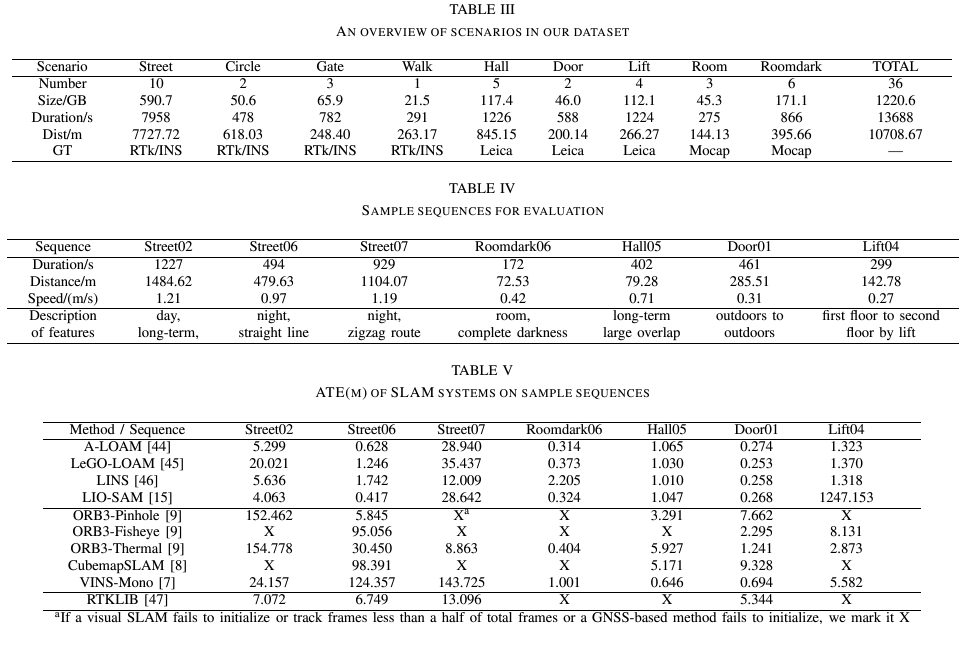 TABLE III
AN OVERVIEW OF SCENARIOS IN OUR DATASET
Scenario Street Circle Gate Walk Hall Door Lift Room Roomdark TOTAL
Number 10 2 3 1 5 2 4 3 6 36
Size/GB 590.7 50.6 65.9 21.5 117.4 46.0 112.1 45.3 171.1 1220.6
Duration/s 7958 478 782 291 1226 588 1224 275 866 13688
Dist/m 7727.72 618.03 248.40 263.17 845.15 200.14 266.27 144.13 395.66 10708.67
GT RTk/INS RTk/INS RTk/INS RTk/INS Leica Leica Leica Mocap Mocap —
TABLE IV
SAMPLE SEQUENCES FOR EVALUATION
Sequence Street02 Street06 Street07 Roomdark06 Hall05 Door01 Lift04
Duration/s 1227 494 929 172 402 461 299
Distance/m 1484.62 479.63 1104.07 72.53 79.28 285.51 142.78
Speed/(m/s) 1.21 0.97 1.19 0.42 0.71 0.31 0.27
Description day, night, night, room, long-term outdoors to first floor to second
of features long-term, straight line zigzag route complete darkness large overlap outdoors floor by lift
TABLE V
ATE(M) OF SLAM SYSTEMS ON SAMPLE SEQUENCES
Method / Sequence Street02 Street06 Street07 Roomdark06 Hall05 Door01 Lift04
A-LOAM [44] 5.299 0.628 28.940 0.314 1.065 0.274 1.323
LeGO-LOAM [45] 20.021 1.246 35.437 0.373 1.030 0.253 1.370
LINS [46] 5.636 1.742 12.009 2.205 1.010 0.258 1.318
LIO-SAM [15] 4.063 0.417 28.642 0.324 1.047 0.268 1247.153
ORB3-Pinhole [9] 152.462 5.845 Xᵃ X 3.291 7.662 X
ORB3-Fisheye [9] X 95.056 X X X 2.295 8.131
ORB3-Thermal [9] 154.778 30.450 8.863 0.404 5.927 1.241 2.873
CubemapSLAM [8] X 98.391 X X 5.171 9.328 X
VINS-Mono [7] 24.157 124.357 143.725 1.001 0.646 0.694 5.582
RTKLIB [47] 7.072 6.749 13.096 X X 5.344 X
ᵃIf a visual SLAM fails to initialize or track frames less than a half of total frames or a GNSS-based method fails to initialize, we mark it X